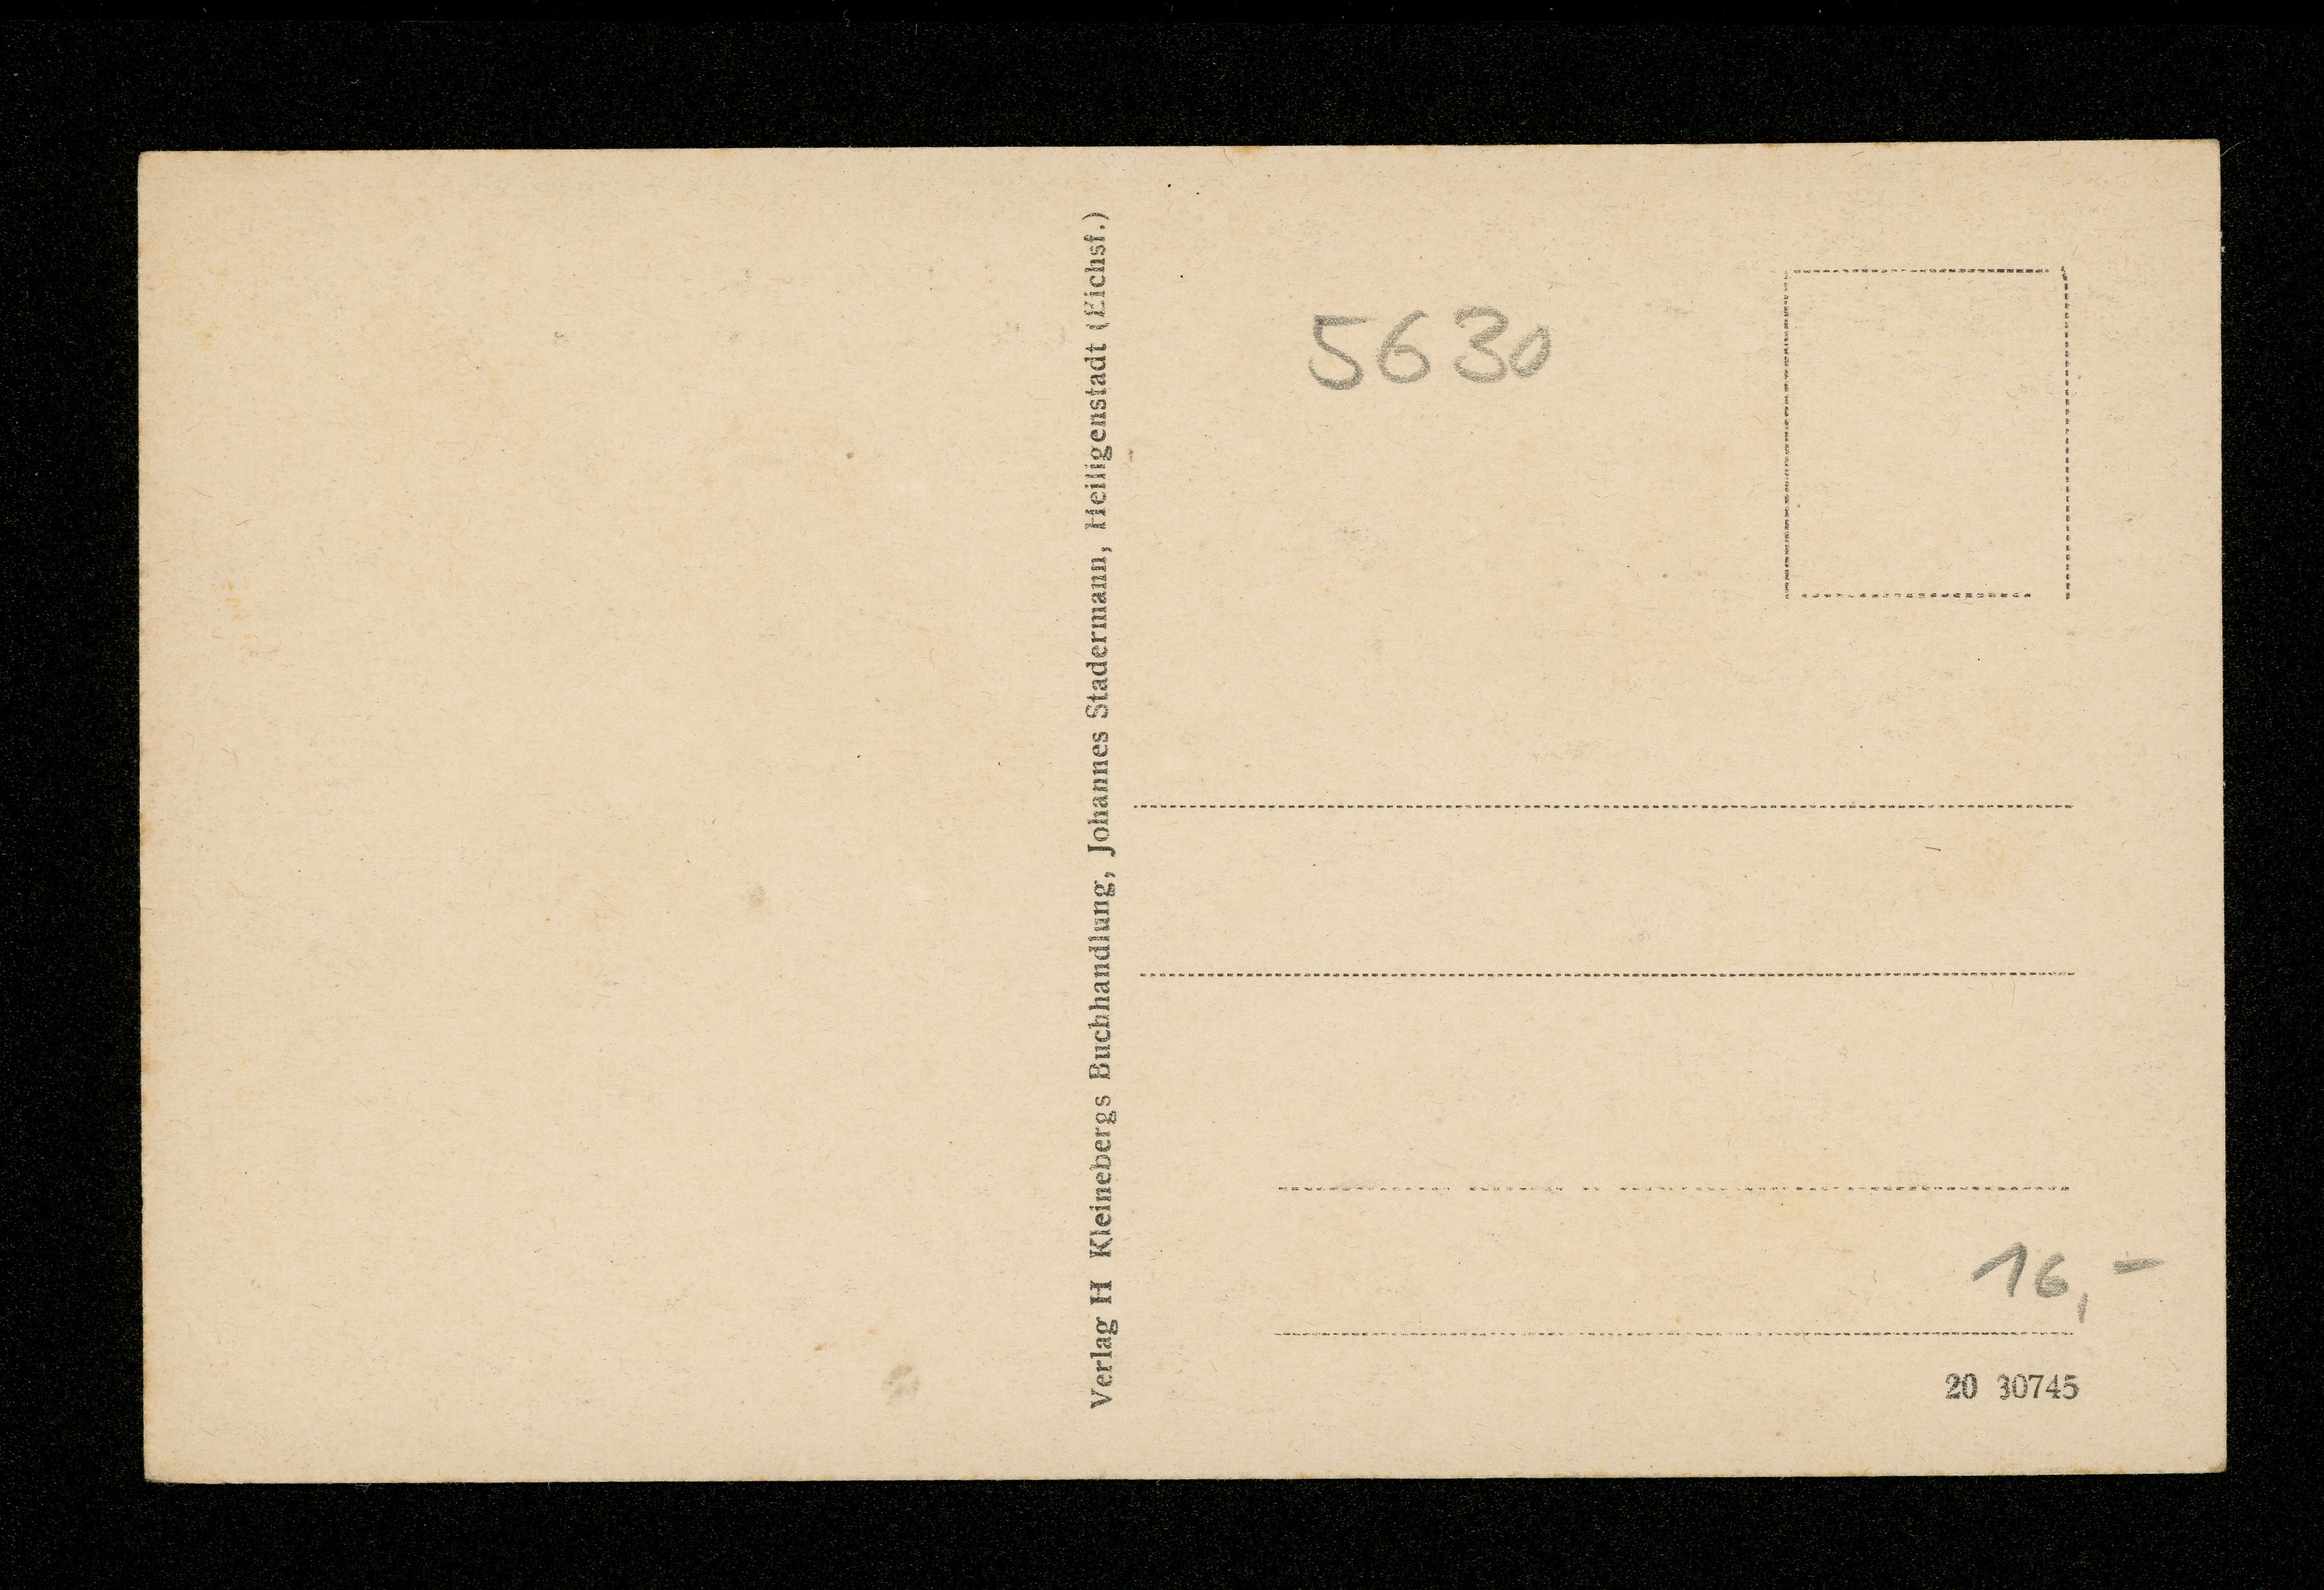 Verlag H Kleinebergs Buchhandlung, Johannes Stadermann, Heiligenstadt (Eichsf.)
5630
16,-
20 30745